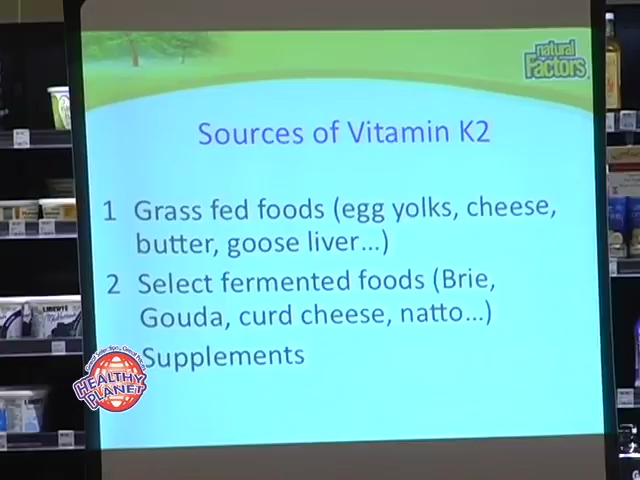 natural
Factors
Sources of Vitamin K2
1 Grass fed foods (egg yolks, cheese,
butter, goose liver...)
2 Select fermented foods (Brie,
Gouda, curd cheese, natto...)
Supplements
HEALTHY
PLANET
LIBERTÉ